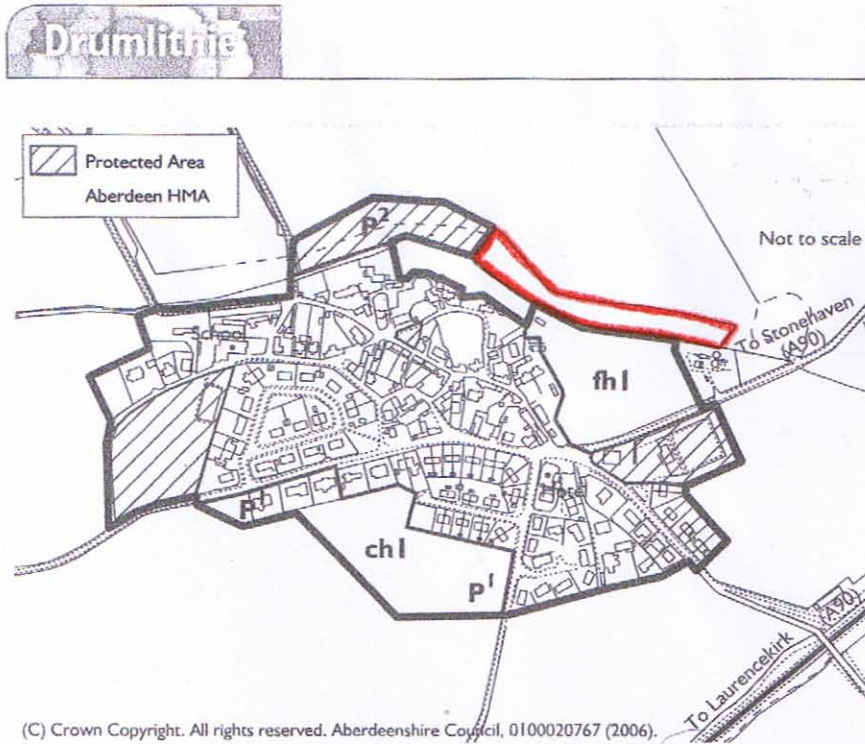 Drumlithie
Protected Area
Aberdeen HMA
P2
Not to scale
To Stonehaven
(A90)
fh1
P1
ch1
P1
(A90)
To Laurencekirk
(C) Crown Copyright. All rights reserved. Aberdeenshire Council, 0100020767 (2006).